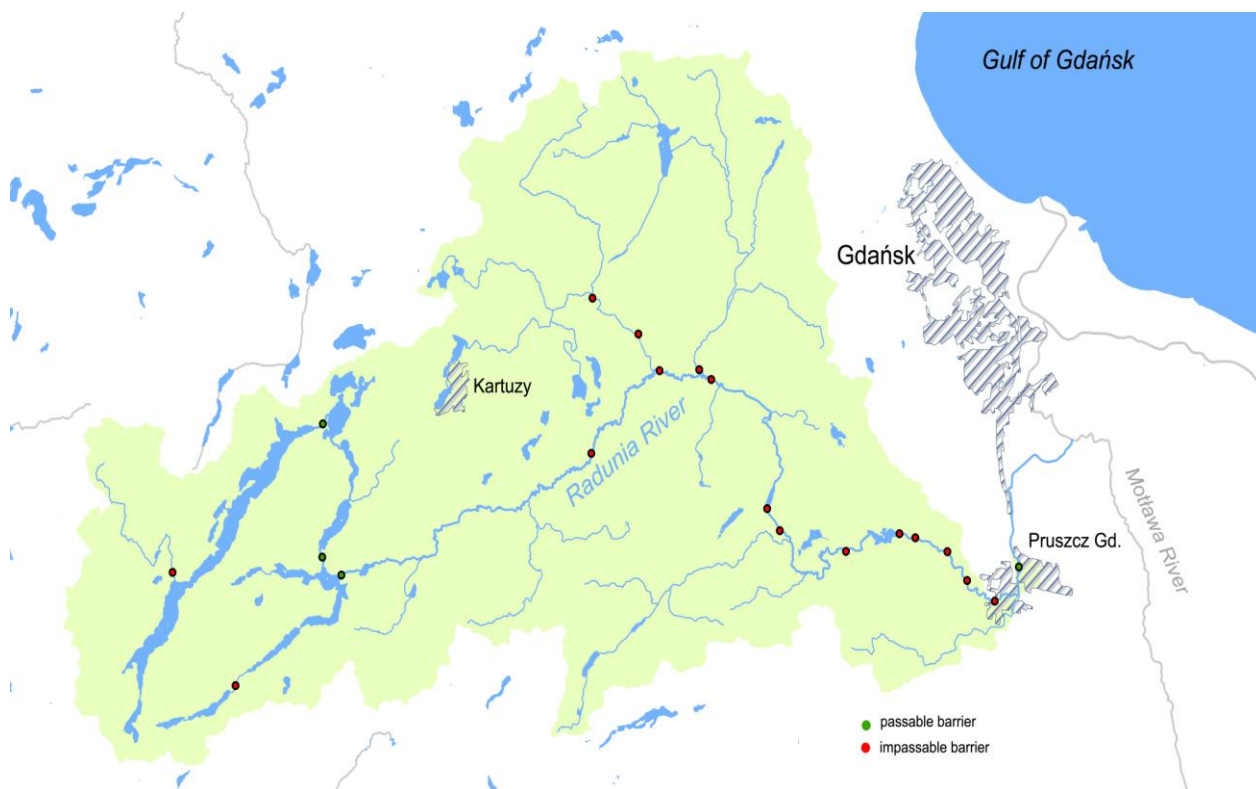 Gulf of Gdańsk
Gdańsk
Kartuzy
Radunia River
Pruszcz Gd.
Motława River
passable barrier
impassable barrier